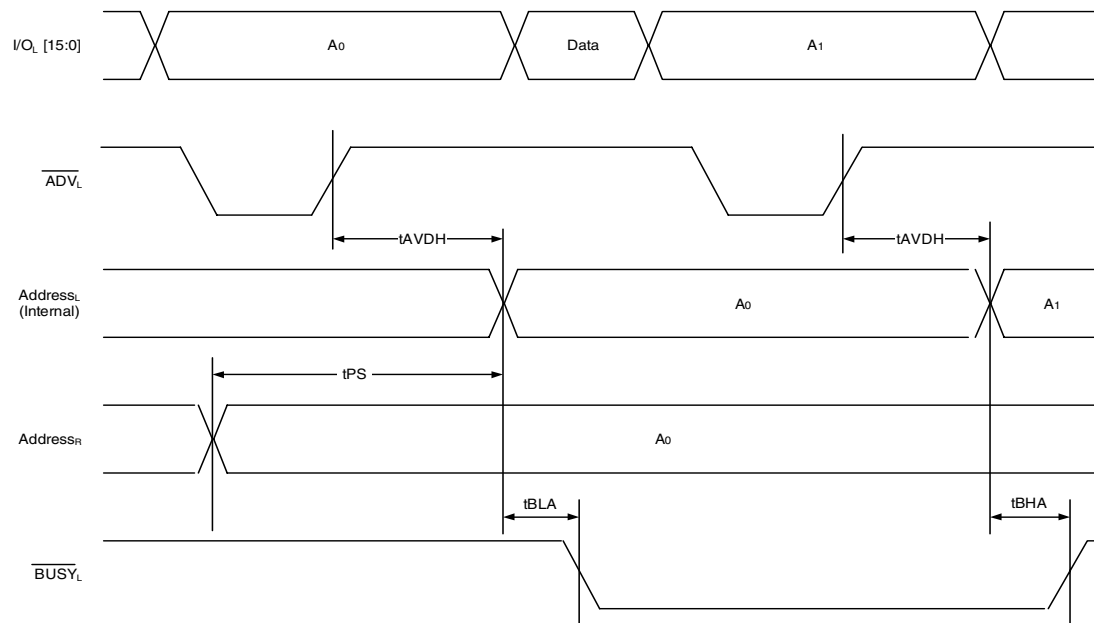 I/OL [15:0]
A0
Data
A1
ADVL
tAVDH
tAVDH
AddressL
(Internal)
A0
A1
tPS
AddressR
A0
tBLA
tBHA
BUSYL